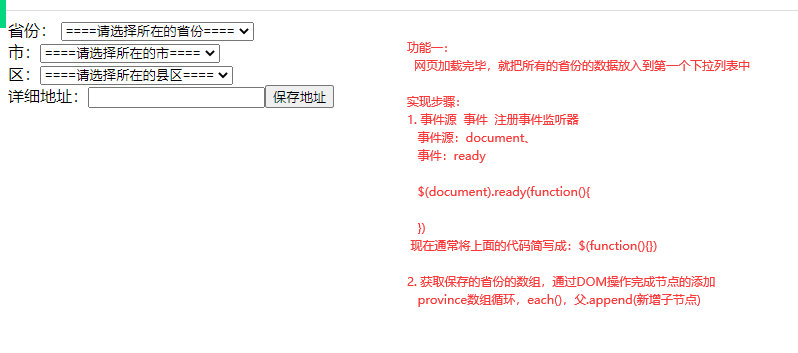 省份： ====请选择所在的省份====
市：====请选择所在的市====
区：====请选择所在的县区====
详细地址： 保存地址
功能一：
网页加载完毕，就把所有的省份的数据放入到第一个下拉列表中
实现步骤：
1. 事件源 事件 注册事件监听器
事件源：document、
事件：ready
$(document).ready(function(){
})
现在通常将上面的代码简写成：$(function(){})
2. 获取保存的省份的数组，通过DOM操作完成节点的添加
province数组循环，each()，父.append(新增子节点)